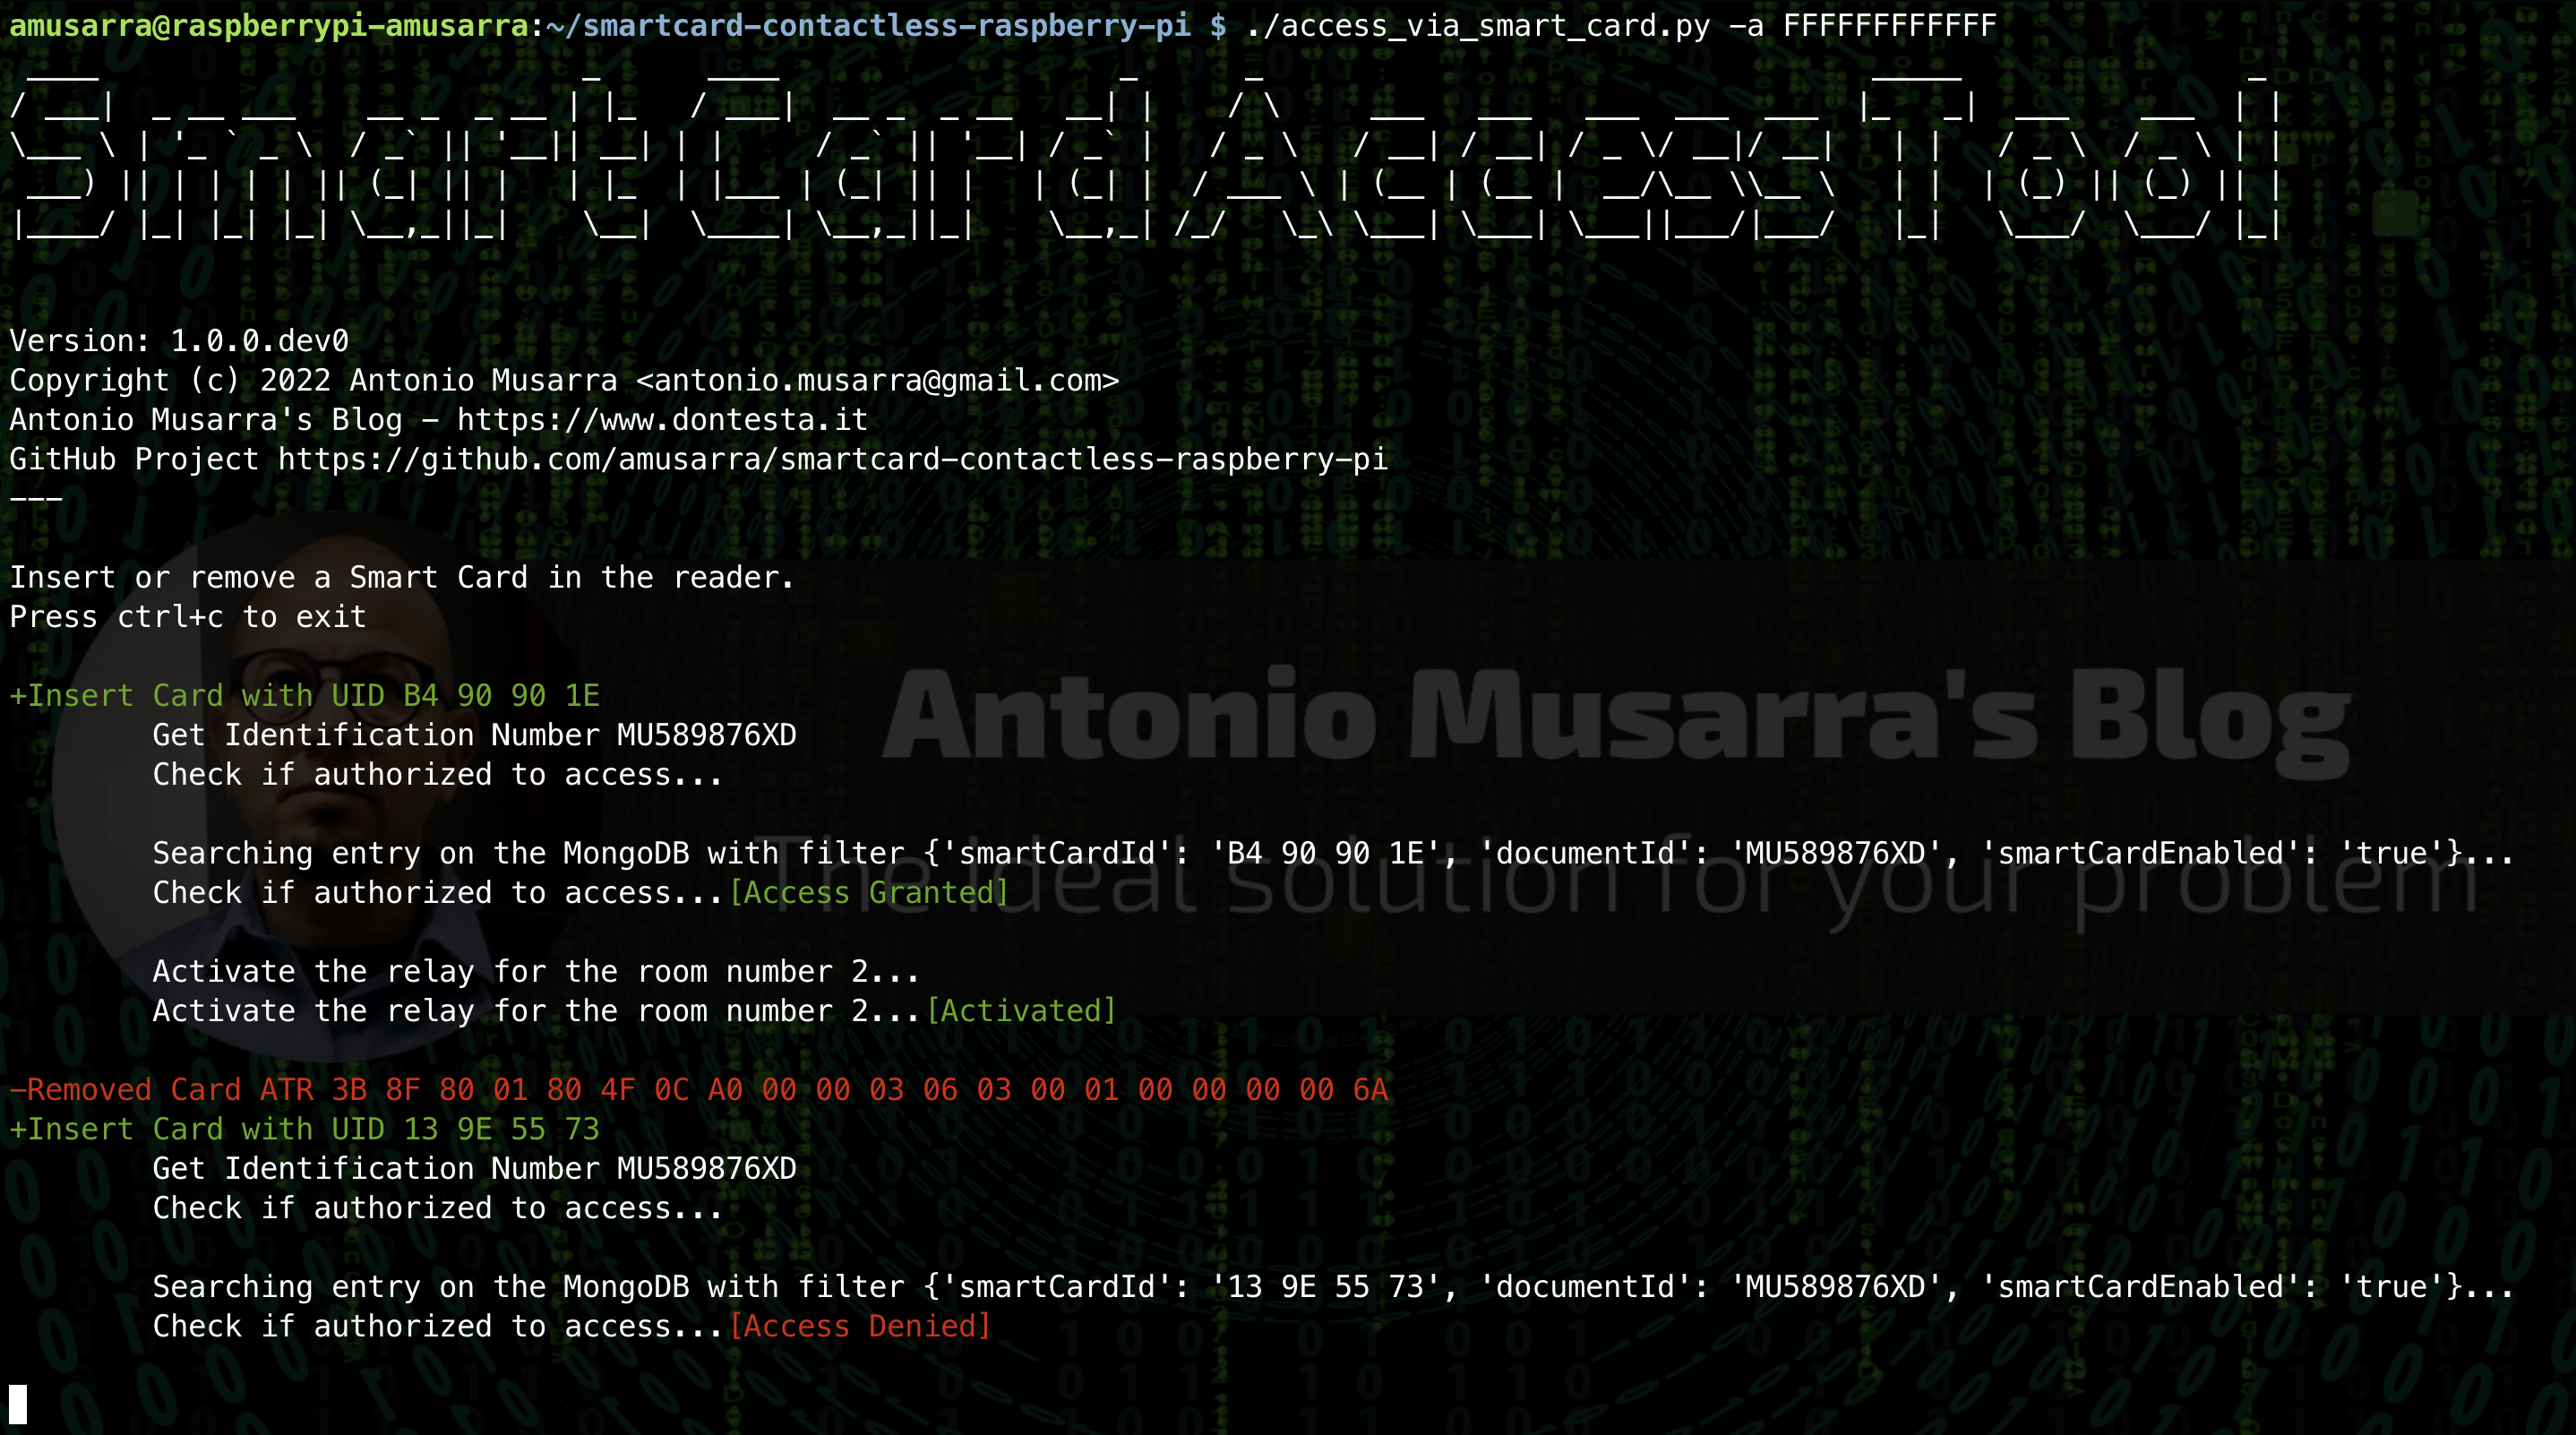 amusarra@raspberrypi-amusarra:~/smartcard-contactless-raspberry-pi $ ./access_via_smart_card.py -a FFFFFFFFFFFF
Smart Card Access Tool
Version: 1.0.0.dev0
Copyright (c) 2022 Antonio Musarra <antonio.musarra@gmail.com>
Antonio Musarra's Blog - https://www.dontesta.it
GitHub Project https://github.com/amusarra/smartcard-contactless-raspberry-pi
---
Insert or remove a Smart Card in the reader.
Press ctrl+c to exit
+Insert Card with UID B4 90 90 1E
Get Identification Number MU589876XD
Check if authorized to access...
Searching entry on the MongoDB with filter {'smartCardId': 'B4 90 90 1E', 'documentId': 'MU589876XD', 'smartCardEnabled': 'true'}...
Check if authorized to access...[Access Granted]
Activate the relay for the room number 2...
Activate the relay for the room number 2...[Activated]
-Removed Card ATR 3B 8F 80 01 80 4F 0C A0 00 00 03 06 03 00 01 00 00 00 00 6A
+Insert Card with UID 13 9E 55 73
Get Identification Number MU589876XD
Check if authorized to access...
Searching entry on the MongoDB with filter {'smartCardId': '13 9E 55 73', 'documentId': 'MU589876XD', 'smartCardEnabled': 'true'}...
Check if authorized to access...[Access Denied]
Antonio Musarra's Blog
The ideal solution for your problem